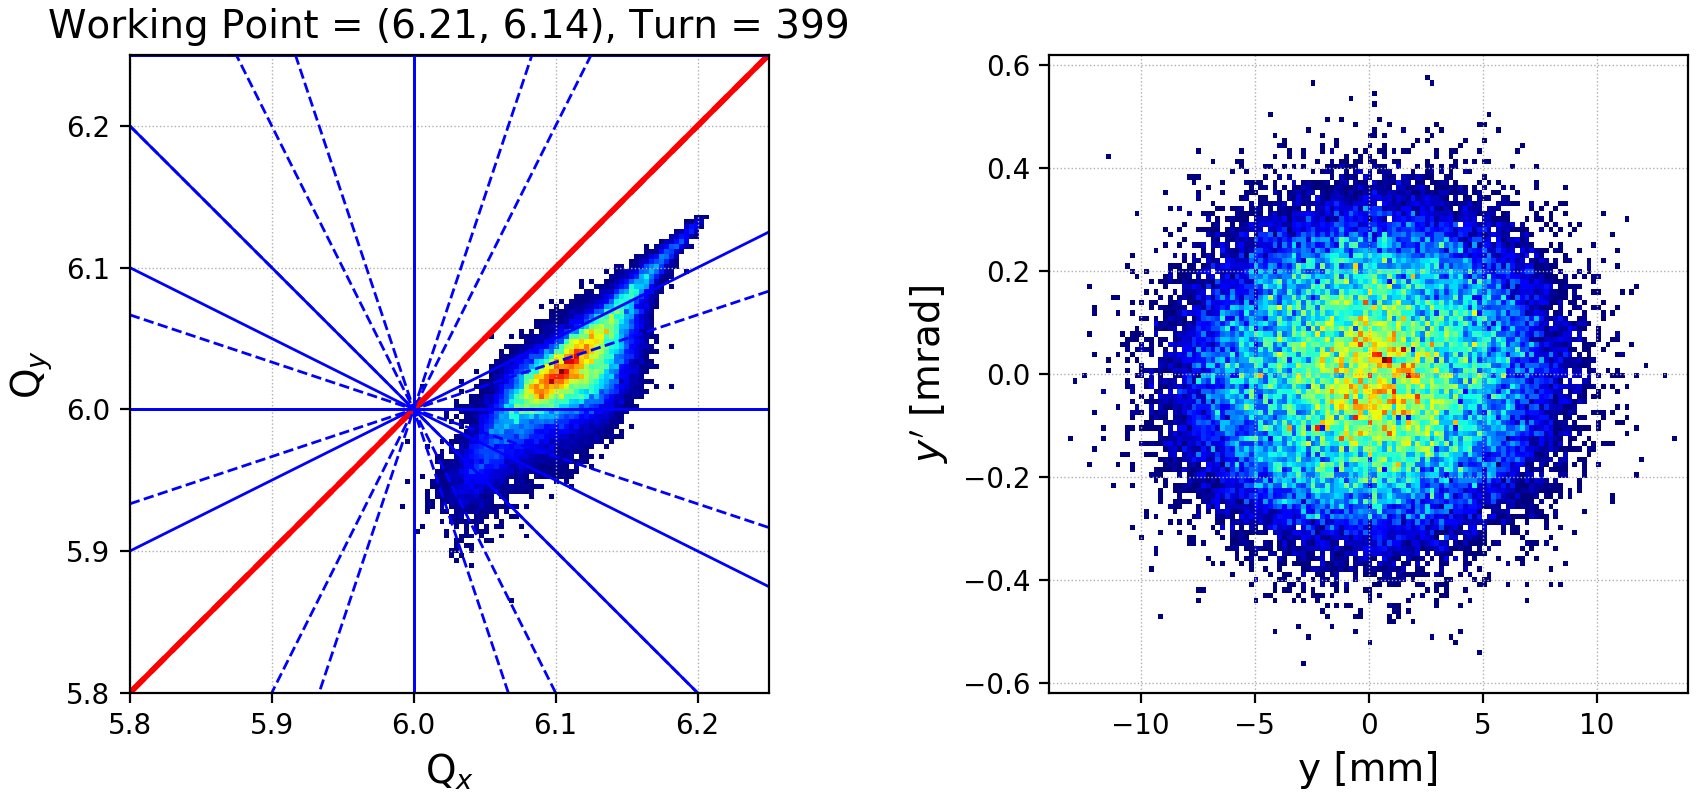 Working Point = (6.21, 6.14), Turn = 399
6.2
6.1
6.0
5.9
5.8
Qy
5.8 5.9 6.0 6.1 6.2
Qx
0.6
0.4
0.2
0.0
−0.2
−0.4
−0.6
y′ [mrad]
−10 −5 0 5 10
y [mm]